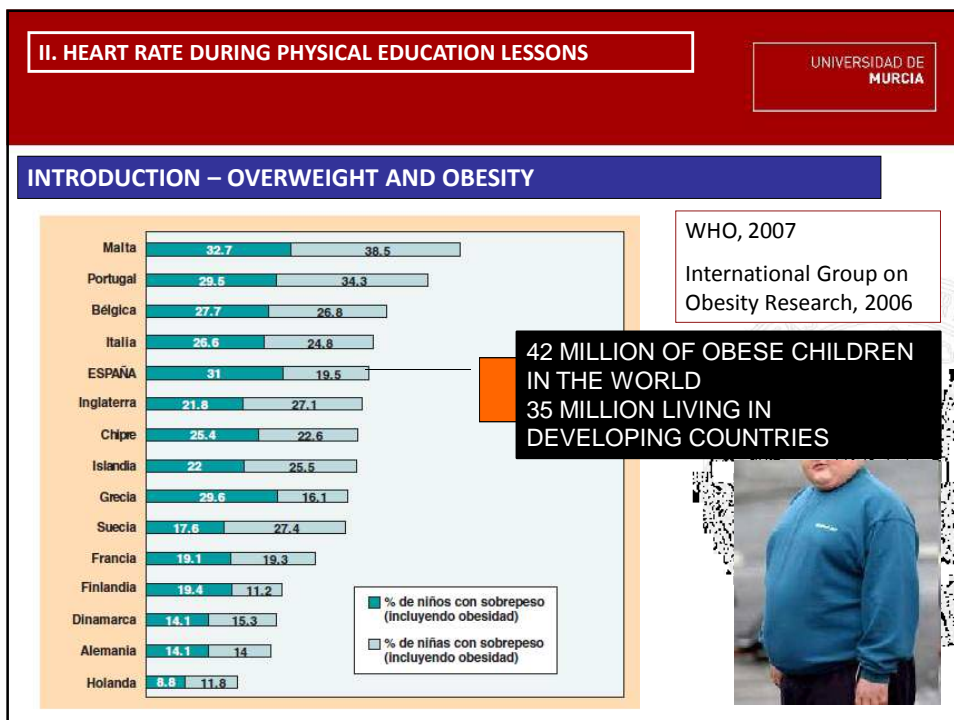 II. HEART RATE DURING PHYSICAL EDUCATION LESSONS
UNIVERSIDAD DE
MURCIA
INTRODUCTION – OVERWEIGHT AND OBESITY
Malta 32.7 38.5
Portugal 29.5 34.3
Bélgica 27.7 26.8
Italia 26.6 24.8
ESPAÑA 31 19.5
Inglaterra 21.8 27.1
Chipre 25.4 22.6
Islandia 22 25.5
Grecia 29.6 16.1
Suecia 17.6 27.4
Francia 19.1 19.3
Finlandia 19.4 11.2
Dinamarca 14.1 15.3
Alemania 14.1 14
Holanda 8.8 11.8
% de niños con sobrepeso
(incluyendo obesidad)
% de niñas con sobrepeso
(incluyendo obesidad)
WHO, 2007
International Group on
Obesity Research, 2006
42 MILLION OF OBESE CHILDREN
IN THE WORLD
35 MILLION LIVING IN
DEVELOPING COUNTRIES